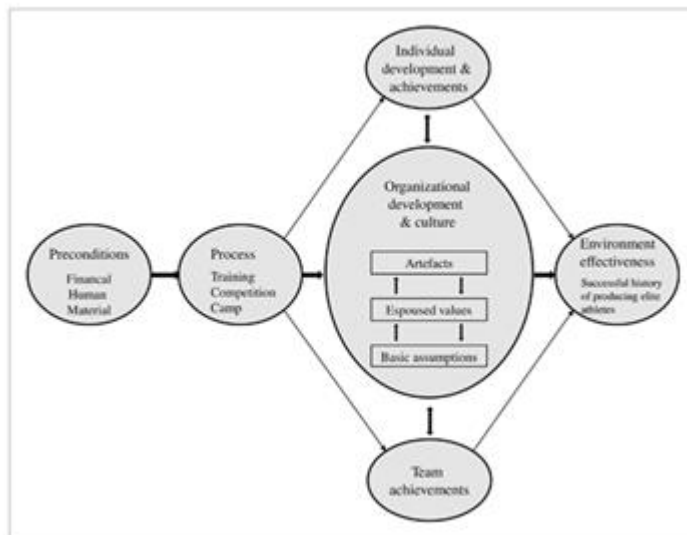 Individual
development &
achievements
Organizational
development
& culture
Artefacts
Espoused values
Basic assumptions
Preconditions
Financal
Human
Material
Process
Training
Competition
Camp
Environment
effectiveness
Successful history
of producing elite
athletes
Team
achievements